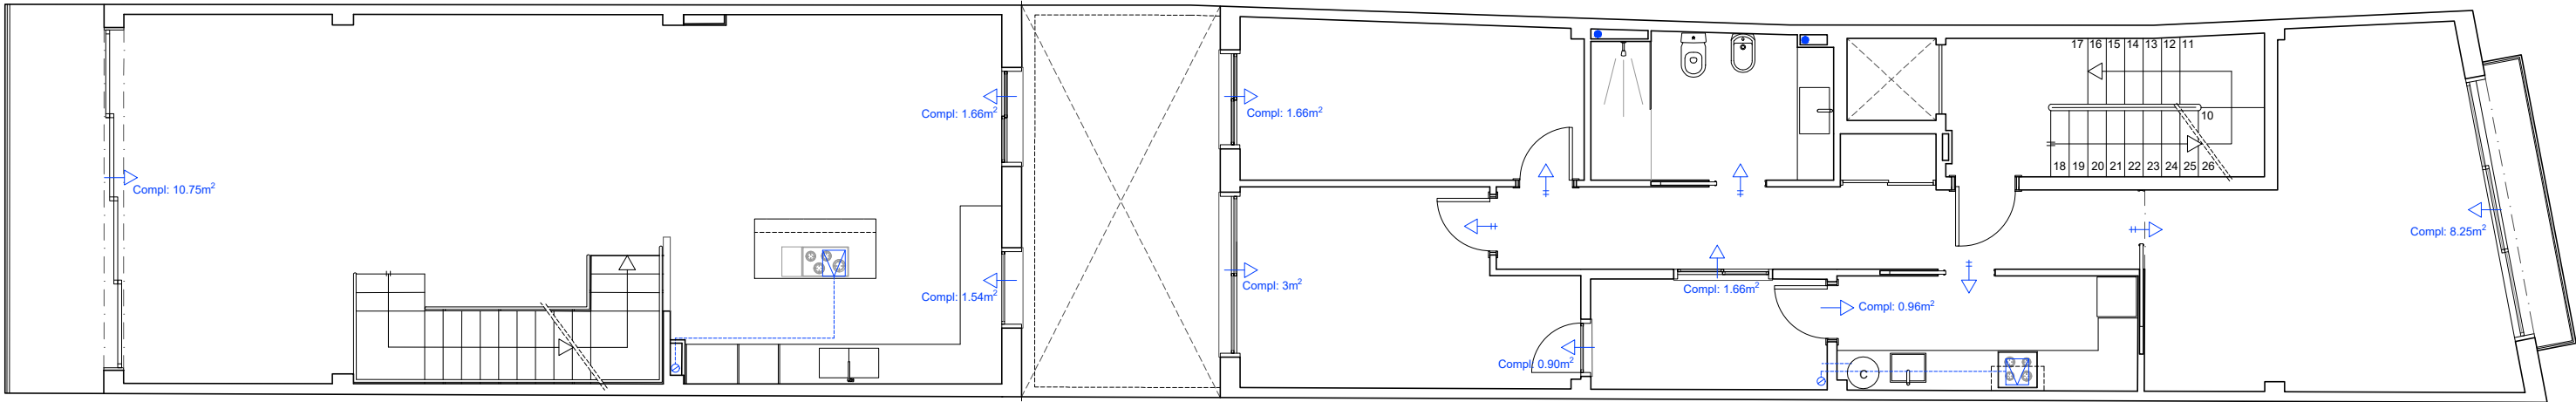 17 16 15 14 13 12 11
10
18 19 20 21 22 23 24 25 26
Compl: 1.66m²
Compl: 1.66m²
Compl: 10.75m²
Compl: 8.25m²
Compl: 1.54m²
Compl: 3m²
Compl: 1.66m²
Compl: 0.96m²
Compl: 0.90m²
C